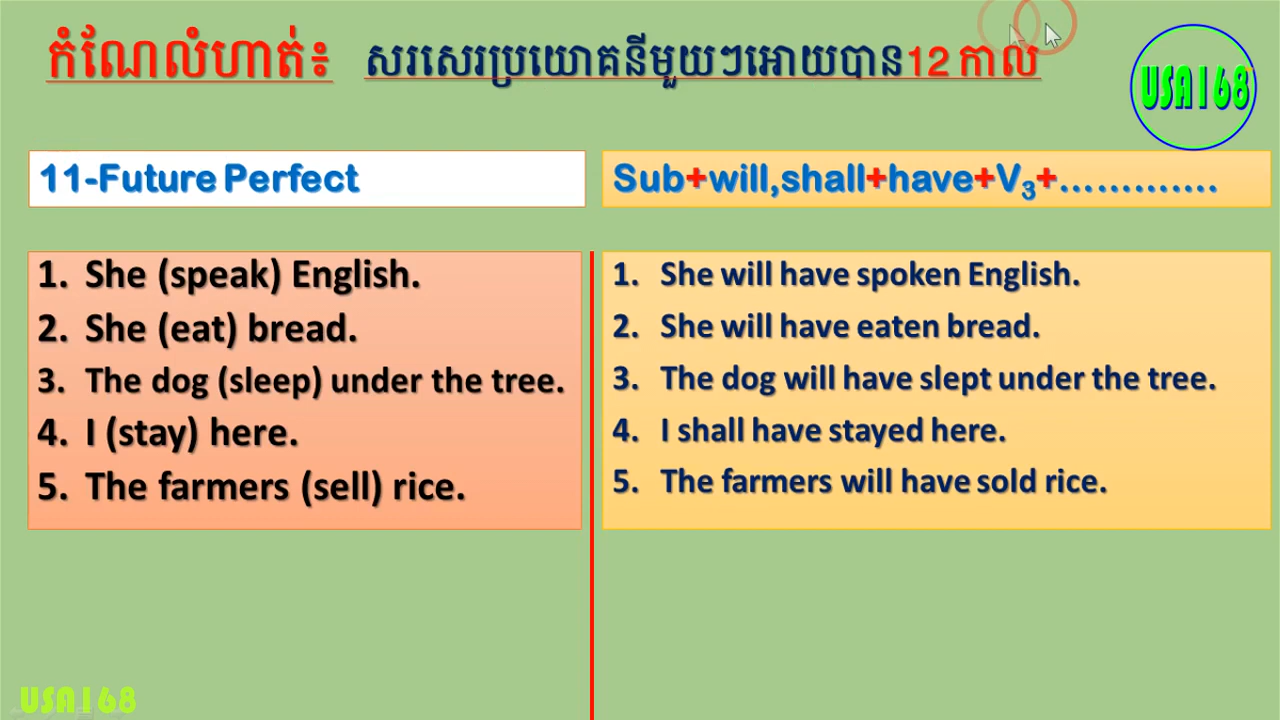 កំណែលំហាត់៖ សរសេរប្រយោគនីមួយៗអោយបាន12 កាល
USA168
11-Future Perfect
Sub+will,shall+have+V3+..............
1. She (speak) English.
2. She (eat) bread.
3. The dog (sleep) under the tree.
4. I (stay) here.
5. The farmers (sell) rice.
1. She will have spoken English.
2. She will have eaten bread.
3. The dog will have slept under the tree.
4. I shall have stayed here.
5. The farmers will have sold rice.
USA168